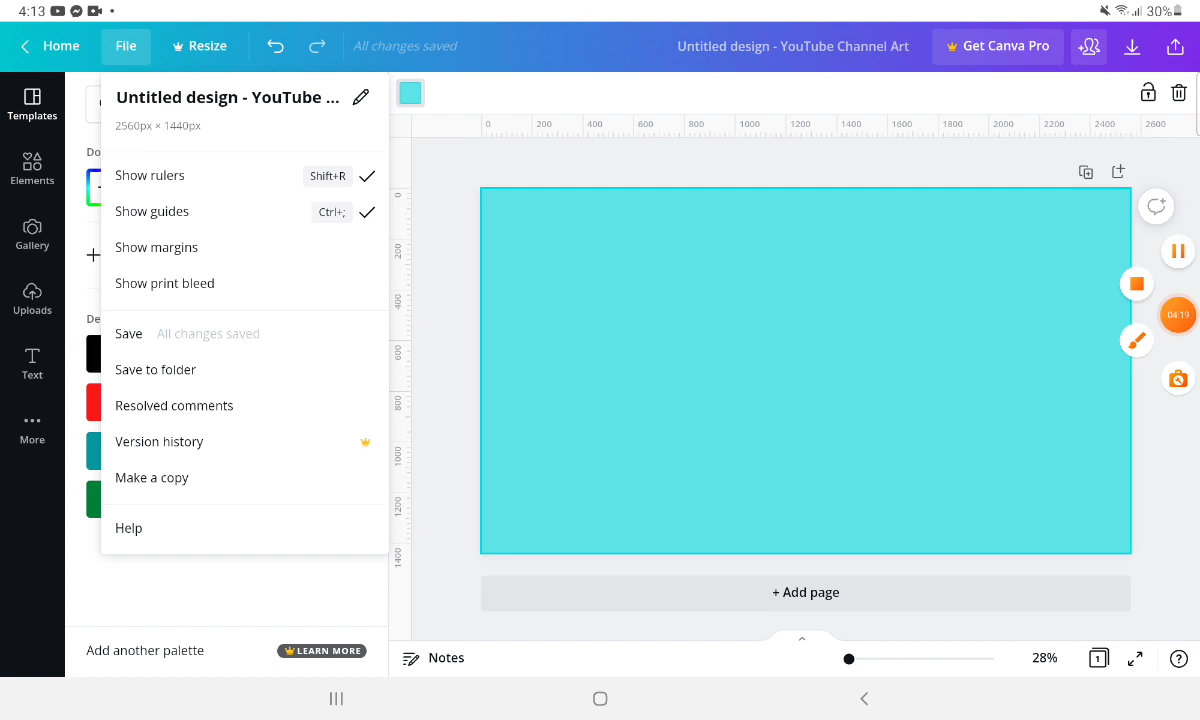 4:13
30%
Home
File
Resize
All changes saved
Untitled design - YouTube Channel Art
Get Canva Pro
Templates
Elements
Gallery
Uploads
Text
More
Do
De
Untitled design - YouTube ...
2560px × 1440px
Show rulers Shift+R
Show guides Ctrl+;
Show margins
Show print bleed
Save All changes saved
Save to folder
Resolved comments
Version history
Make a copy
Help
Add another palette LEARN MORE
0 200 400 600 800 1000 1200 1400 1600 1800 2000 2200 2400 2600
0
200
400
600
800
1000
1200
1400
04:19
+ Add page
Notes
28%
1